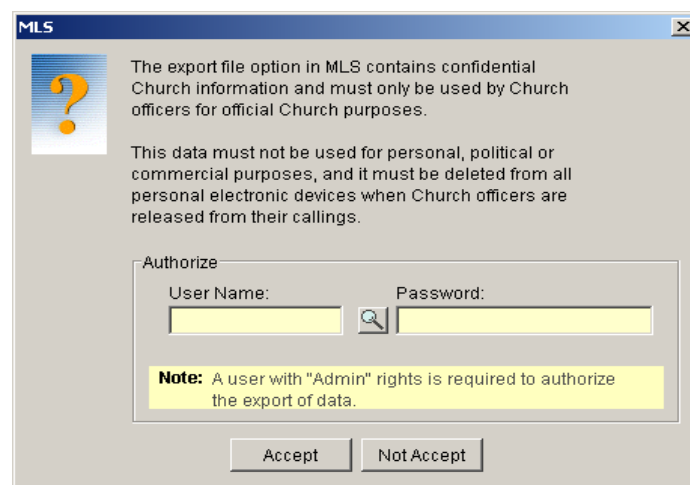 MLS
The export file option in MLS contains confidential
Church information and must only be used by Church
officers for official Church purposes.
This data must not be used for personal, political or
commercial purposes, and it must be deleted from all
personal electronic devices when Church officers are
released from their callings.
Authorize
User Name: Password:
Note: A user with "Admin" rights is required to authorize
the export of data.
Accept Not Accept